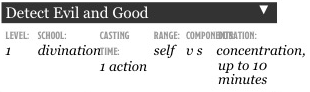 Detect Evil and Good ▼
LEVEL: SCHOOL: CASTING TIME: RANGE: COMPONENTS: DURATION:
1 divination 1 action self v s concentration, up to 10 minutes